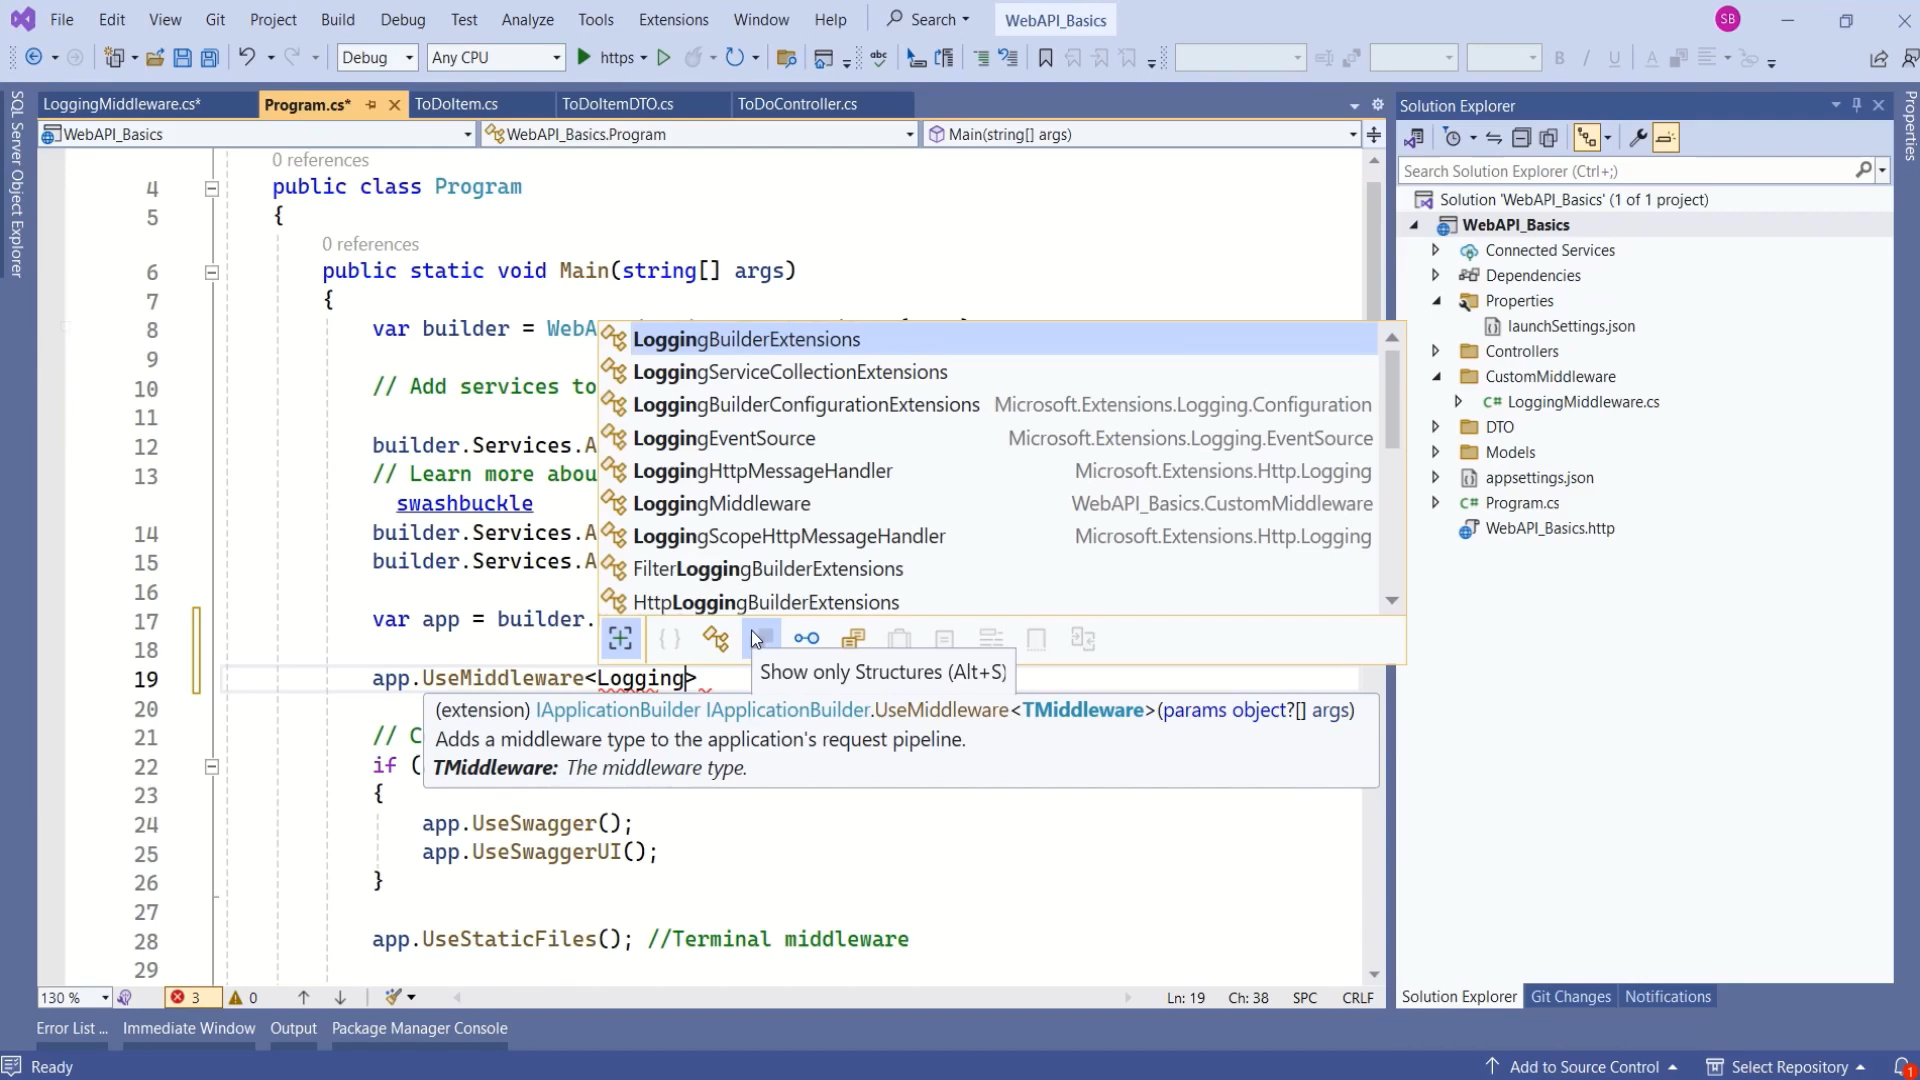 File Edit View Git Project Build Debug Test Analyze Tools Extensions Window Help Search WebAPI_Basics SB
Debug Any CPU https
LoggingMiddleware.cs* Program.cs* ToDoItem.cs ToDoItemDTO.cs ToDoController.cs
WebAPI_Basics WebAPI_Basics.Program Main(string[] args)
SQL Server Object Explorer
0 references
4 public class Program
5 {
0 references
6 public static void Main(string[] args)
7 {
8 var builder = WebA
9
10 // Add services to
11
12 builder.Services.A
13 // Learn more abou
swashbuckle
14 builder.Services.A
15 builder.Services.A
16
17 var app = builder.
18
19 app.UseMiddleware<Logging>
20
21 // C
22 if (
23 {
24 app.UseSwagger();
25 app.UseSwaggerUI();
26 }
27
28 app.UseStaticFiles(); //Terminal middleware
29
LoggingBuilderExtensions
LoggingServiceCollectionExtensions
LoggingBuilderConfigurationExtensions Microsoft.Extensions.Logging.Configuration
LoggingEventSource Microsoft.Extensions.Logging.EventSource
LoggingHttpMessageHandler Microsoft.Extensions.Http.Logging
LoggingMiddleware WebAPI_Basics.CustomMiddleware
LoggingScopeHttpMessageHandler Microsoft.Extensions.Http.Logging
FilterLoggingBuilderExtensions
HttpLoggingBuilderExtensions
Show only Structures (Alt+S)
(extension) IApplicationBuilder IApplicationBuilder.UseMiddleware<TMiddleware>(params object?[] args)
Adds a middleware type to the application's request pipeline.
TMiddleware: The middleware type.
130 % 3 0 Ln: 19 Ch: 38 SPC CRLF
Error List ... Immediate Window Output Package Manager Console
Solution Explorer
Search Solution Explorer (Ctrl+;)
Solution 'WebAPI_Basics' (1 of 1 project)
WebAPI_Basics
Connected Services
Dependencies
Properties
launchSettings.json
Controllers
CustomMiddleware
C# LoggingMiddleware.cs
DTO
Models
appsettings.json
C# Program.cs
WebAPI_Basics.http
Solution Explorer Git Changes Notifications
Properties
Ready Add to Source Control Select Repository 1